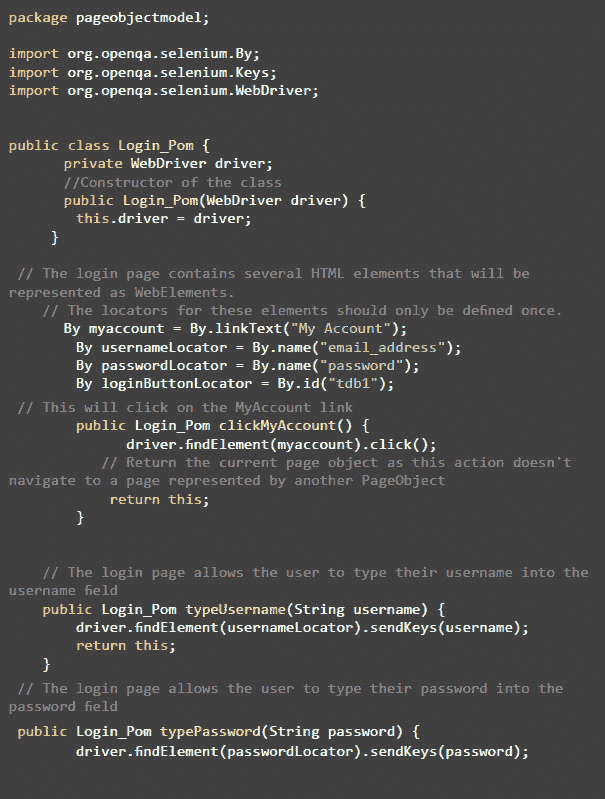 package pageobjectmodel;
import org.openqa.selenium.By;
import org.openqa.selenium.Keys;
import org.openqa.selenium.WebDriver;
public class Login_Pom {
private WebDriver driver;
//Constructor of the class
public Login_Pom(WebDriver driver) {
this.driver = driver;
}
// The login page contains several HTML elements that will be
represented as WebElements.
// The locators for these elements should only be defined once.
By myaccount = By.linkText("My Account");
By usernameLocator = By.name("email_address");
By passwordLocator = By.name("password");
By loginButtonLocator = By.id("tdb1");
// This will click on the MyAccount link
public Login_Pom clickMyAccount() {
driver.findElement(myaccount).click();
// Return the current page object as this action doesn't
navigate to a page represented by another PageObject
return this;
}
// The login page allows the user to type their username into the
username field
public Login_Pom typeUsername(String username) {
driver.findElement(usernameLocator).sendKeys(username);
return this;
}
// The login page allows the user to type their password into the
password field
public Login_Pom typePassword(String password) {
driver.findElement(passwordLocator).sendKeys(password);